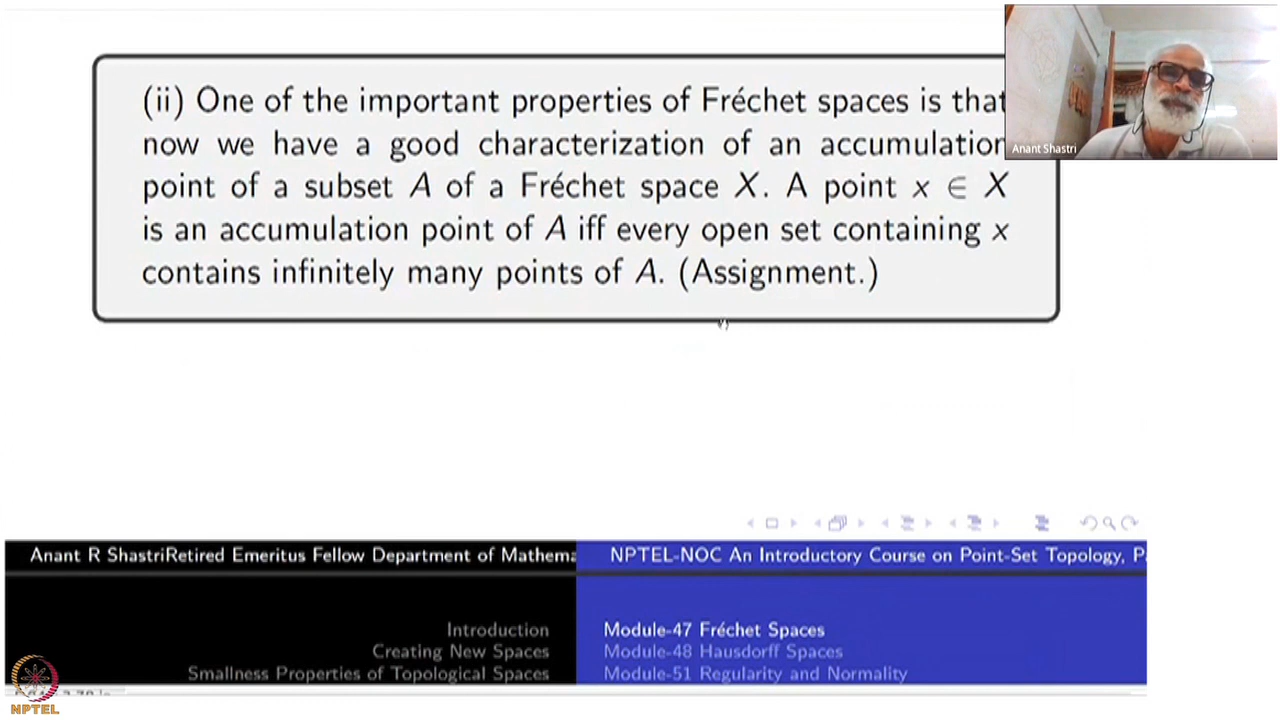 (ii) One of the important properties of Fréchet spaces is that
now we have a good characterization of an accumulation
point of a subset A of a Fréchet space X. A point x ∈ X
is an accumulation point of A iff every open set containing x
contains infinitely many points of A. (Assignment.)
Anant Shastri
Anant R ShastriRetired Emeritus Fellow Department of Mathema
NPTEL-NOC An Introductory Course on Point-Set Topology, P
Introduction
Creating New Spaces
Smallness Properties of Topological Spaces
Module-47 Fréchet Spaces
Module-48 Hausdorff Spaces
Module-51 Regularity and Normality
NPTEL